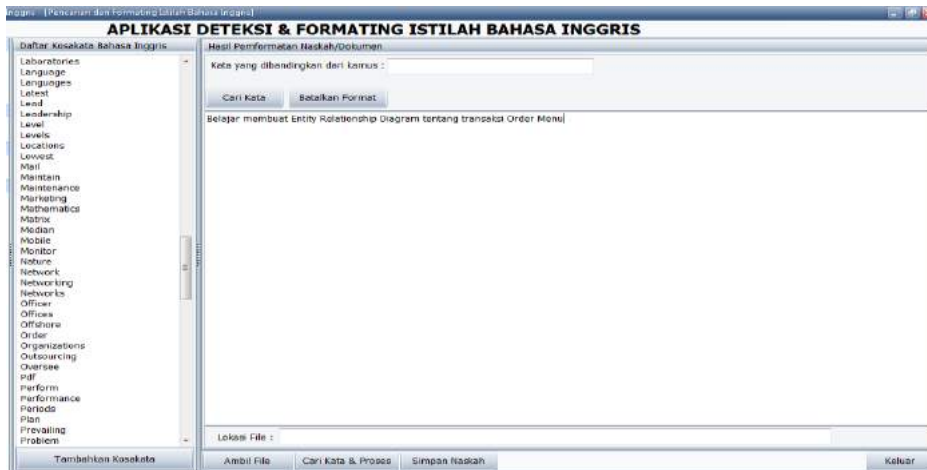 Inggris - [Pencarian dan Formating Istilah Bahasa Inggris]
APLIKASI DETEKSI & FORMATING ISTILAH BAHASA INGGRIS
Daftar Kosakata Bahasa Inggris
Laboratories
Language
Languages
Latest
Lead
Leadership
Level
Levels
Locations
Lowest
Mail
Maintain
Maintenance
Marketing
Mathematics
Matrix
Median
Mobile
Monitor
Nature
Network
Networking
Networks
Officer
Offices
Offshore
Order
Organizations
Outsourcing
Oversee
Pdf
Perform
Performance
Periods
Plan
Prevailing
Problem
Tambahkan Kosakata
Hasil Pemformatan Naskah/Dokumen
Kata yang dibandingkan dari kamus :
Cari Kata
Batalkan Format
Belajar membuat Entity Relationship Diagram tentang transaksi Order Menu
Lokasi File :
Ambil File
Cari Kata & Proses
Simpan Naskah
Keluar